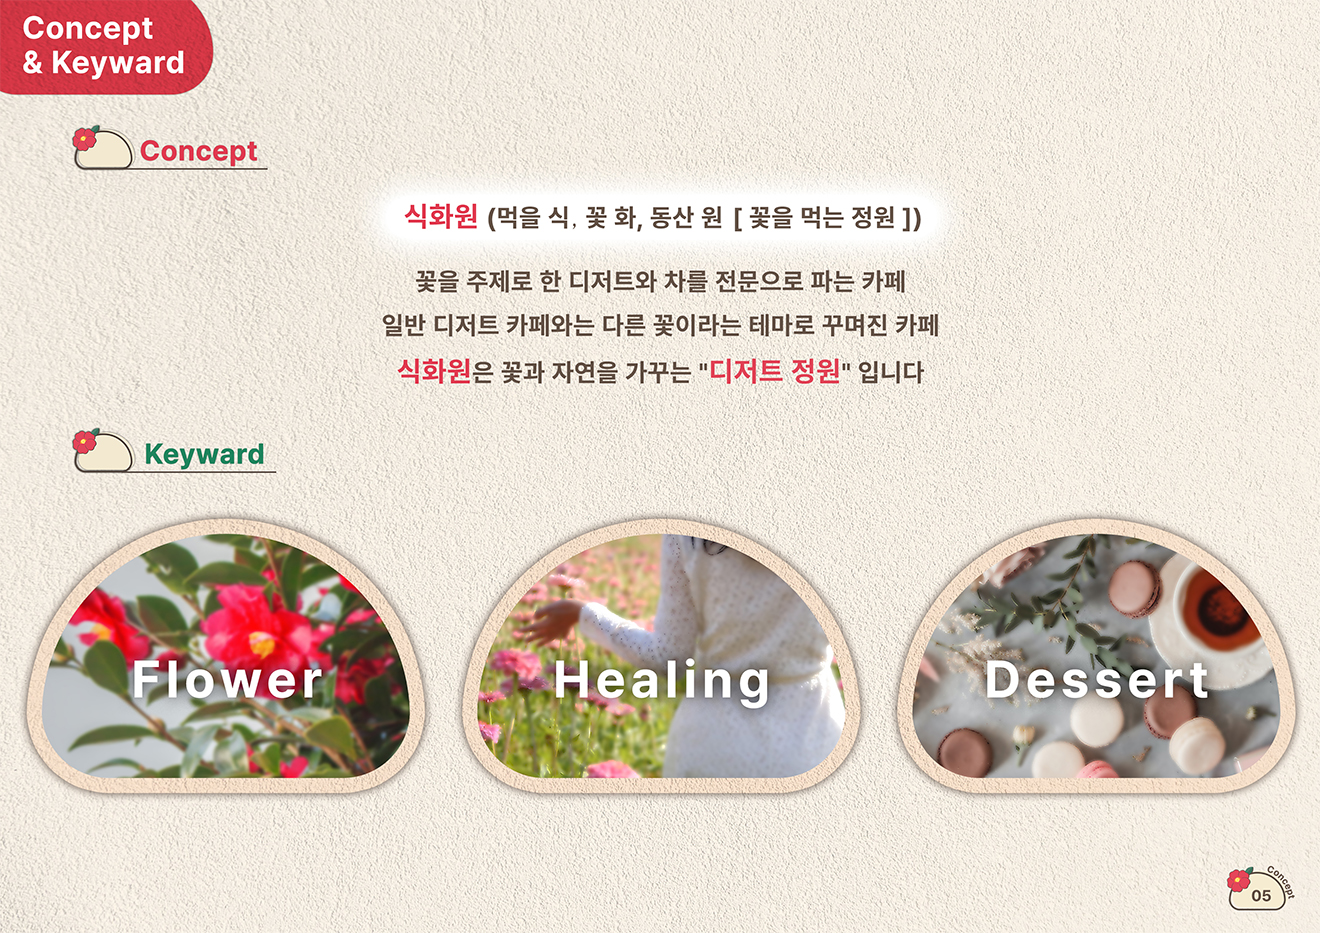 Concept
& Keyward
Concept
식화원 (먹을 식, 꽃 화, 동산 원 [ 꽃을 먹는 정원 ])
꽃을 주제로 한 디저트와 차를 전문으로 파는 카페
일반 디저트 카페와는 다른 꽃이라는 테마로 꾸며진 카페
식화원은 꽃과 자연을 가꾸는 "디저트 정원" 입니다
Keyward
Flower
Healing
Dessert
Concept
05